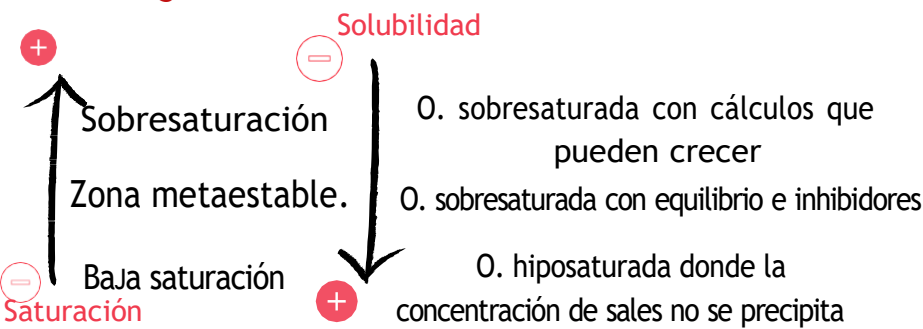 Solubilidad
Sobresaturación
O. sobresaturada con cálculos que
pueden crecer
Zona metaestable.
O. sobresaturada con equilibrio e inhibidores
BaJa saturación
O. hiposaturada donde la
concentración de sales no se precipita
Saturación